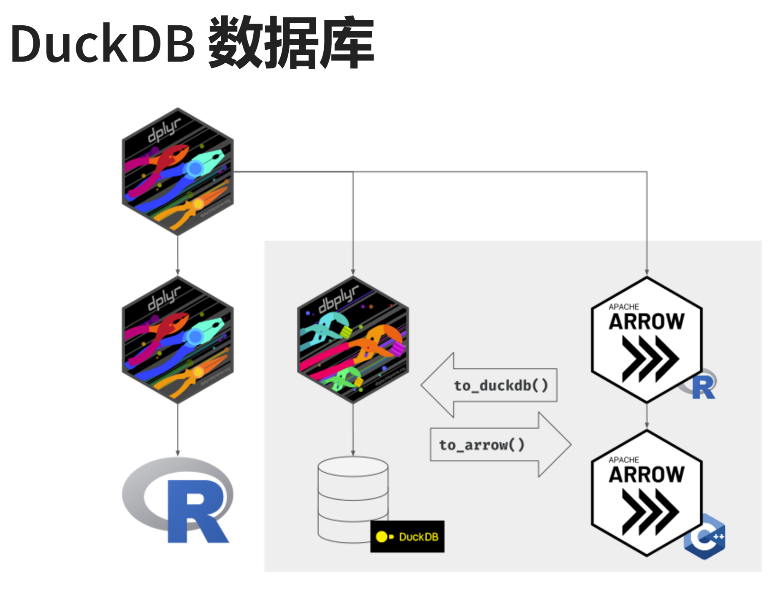 DuckDB 数据库
dplyr
dplyr
dbplyr
APACHE
ARROW
R
to_duckdb()
to_arrow()
APACHE
ARROW
R
DuckDB
C++